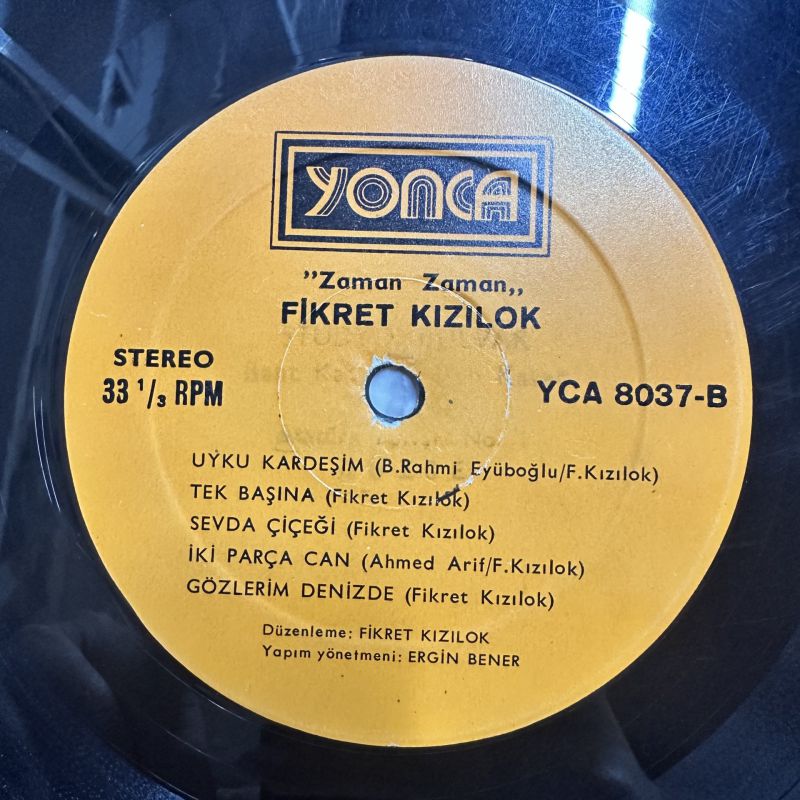 YONCA
"Zaman Zaman„
FİKRET KIZILOK
STEREO
33 1/3 RPM
YCA 8037-B
UYKU KARDEŞİM (B.Rahmi Eyüboğlu/F.Kızılok)
TEK BAŞINA (Fikret Kızılok)
SEVDA ÇİÇEĞİ (Fikret Kızılok)
İKİ PARÇA CAN (Ahmed Arif/F.Kızılok)
GÖZLERİM DENİZDE (Fikret Kızılok)
Düzenleme: FİKRET KIZILOK
Yapım yönetmeni: ERGİN BENER